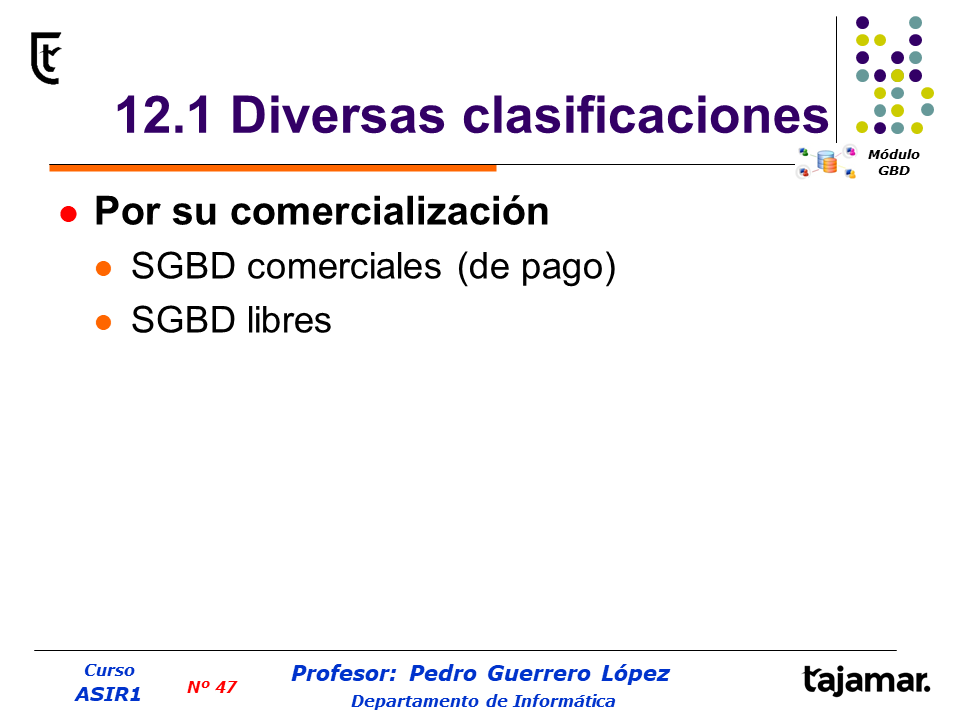 12.1 Diversas clasificaciones
Módulo
GBD
Por su comercialización
SGBD comerciales (de pago)
SGBD libres
Curso
ASIR1
Nº 47
Profesor: Pedro Guerrero López
Departamento de Informática
tajamar.